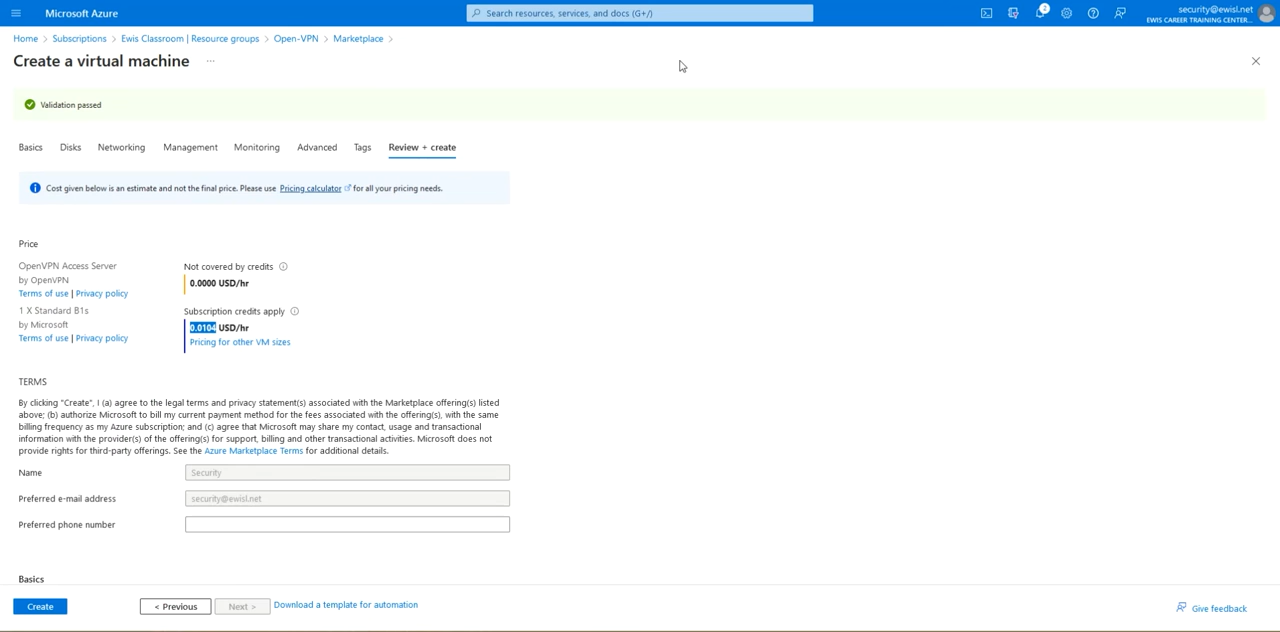 Microsoft Azure
Search resources, services, and docs (G+/)
2
security@ewisl.net
EWIS CAREER TRAINING CENTER...
Home > Subscriptions > Ewis Classroom | Resource groups > Open-VPN > Marketplace >
Create a virtual machine ...
Validation passed
Basics Disks Networking Management Monitoring Advanced Tags Review + create
Cost given below is an estimate and not the final price. Please use Pricing calculator for all your pricing needs.
Price
OpenVPN Access Server
by OpenVPN
Terms of use | Privacy policy
Not covered by credits
0.0000 USD/hr
1 X Standard B1s
by Microsoft
Terms of use | Privacy policy
Subscription credits apply
0.0104 USD/hr
Pricing for other VM sizes
TERMS
By clicking "Create", I (a) agree to the legal terms and privacy statement(s) associated with the Marketplace offering(s) listed
above; (b) authorize Microsoft to bill my current payment method for the fees associated with the offering(s), with the same
billing frequency as my Azure subscription; and (c) agree that Microsoft may share my contact, usage and transactional
information with the provider(s) of the offering(s) for support, billing and other transactional activities. Microsoft does not
provide rights for third-party offerings. See the Azure Marketplace Terms for additional details.
Name Security
Preferred e-mail address security@ewisl.net
Preferred phone number
Basics
Create < Previous Next > Download a template for automation Give feedback